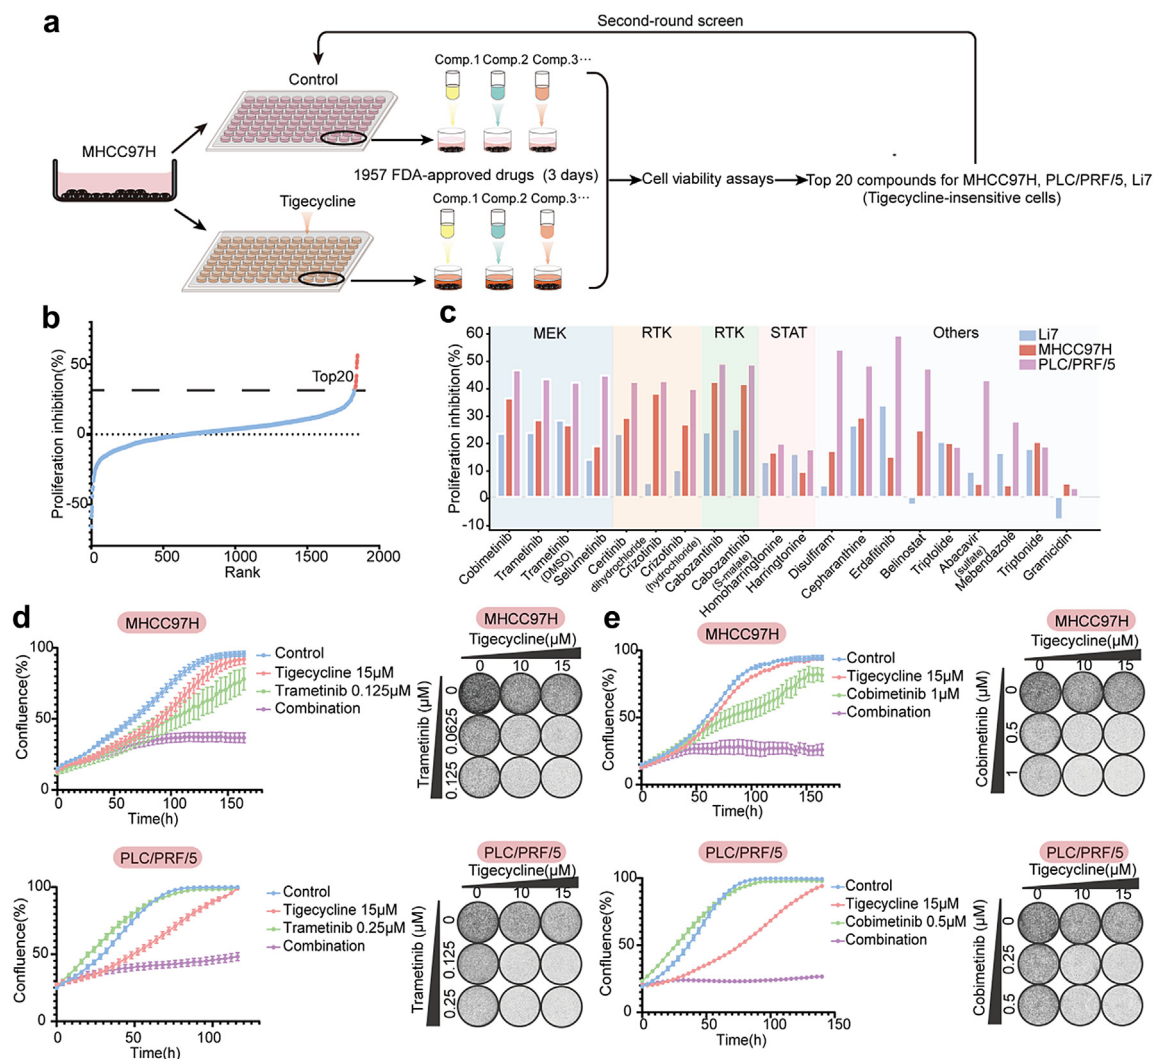 a
Second-round screen
Control
Comp.1 Comp.2 Comp.3···
MHCC97H
1957 FDA-approved drugs (3 days)
Cell viability assays
Top 20 compounds for MHCC97H, PLC/PRF/5, Li7
(Tigecycline-insensitive cells)
Tigecycline
Comp.1 Comp.2 Comp.3···
b
Proliferation inhibition(%)
50
0
-50
Top20
0 500 1000 1500 2000
Rank
c
Proliferation inhibition(%)
60
50
40
30
20
10
0
-10
MEK RTK RTK STAT Others
Li7
MHCC97H
PLC/PRF/5
Cobimetinib
Trametinib
Trametinib
(DMSO)
Selumetinib
Ceritinib
dihydrochloride
Crizotinib
Crizotinib
(hydrochloride)
Cabozantinib
Cabozantinib
(S-malate)
Homoharringtonine
Harringtonine
Disulfiram
Cepharanthine
Erdafitinib
Belinostat
Triptolide
Abacavir
(sulfate)
Mebendazole
Triptonide
Gramicidin
d
MHCC97H
Confluence(%)
100
50
0
0 50 100 150
Time(h)
Control
Tigecycline 15μM
Trametinib 0.125μM
Combination
MHCC97H
Tigecycline(μM)
0 10 15
Trametinib (μM)
0
0.0625
0.125
PLC/PRF/5
Confluence(%)
100
50
0
0 50 100
Time(h)
Control
Tigecycline 15μM
Trametinib 0.25μM
Combination
PLC/PRF/5
Tigecycline(μM)
0 10 15
Trametinib (μM)
0
0.125
0.25
e
MHCC97H
Confluence(%)
100
50
0
0 50 100 150
Time(h)
Control
Tigecycline 15μM
Cobimetinib 1μM
Combination
MHCC97H
Tigecycline(μM)
0 10 15
Cobimetinib (μM)
0
0.5
1
PLC/PRF/5
Confluence(%)
100
50
0
0 50 100 150
Time(h)
Control
Tigecycline 15μM
Cobimetinib 0.5μM
Combination
PLC/PRF/5
Tigecycline(μM)
0 10 15
Cobimetinib (μM)
0
0.25
0.5